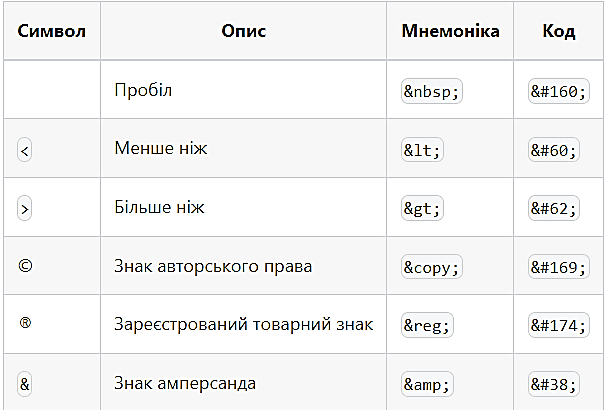 Символ Опис Мнемоніка Код
Пробіл &nbsp; &#160;
< Менше ніж &lt; &#60;
> Більше ніж &gt; &#62;
© Знак авторського права &copy; &#169;
® Зареєстрований товарний знак &reg; &#174;
& Знак амперсанда &amp; &#38;